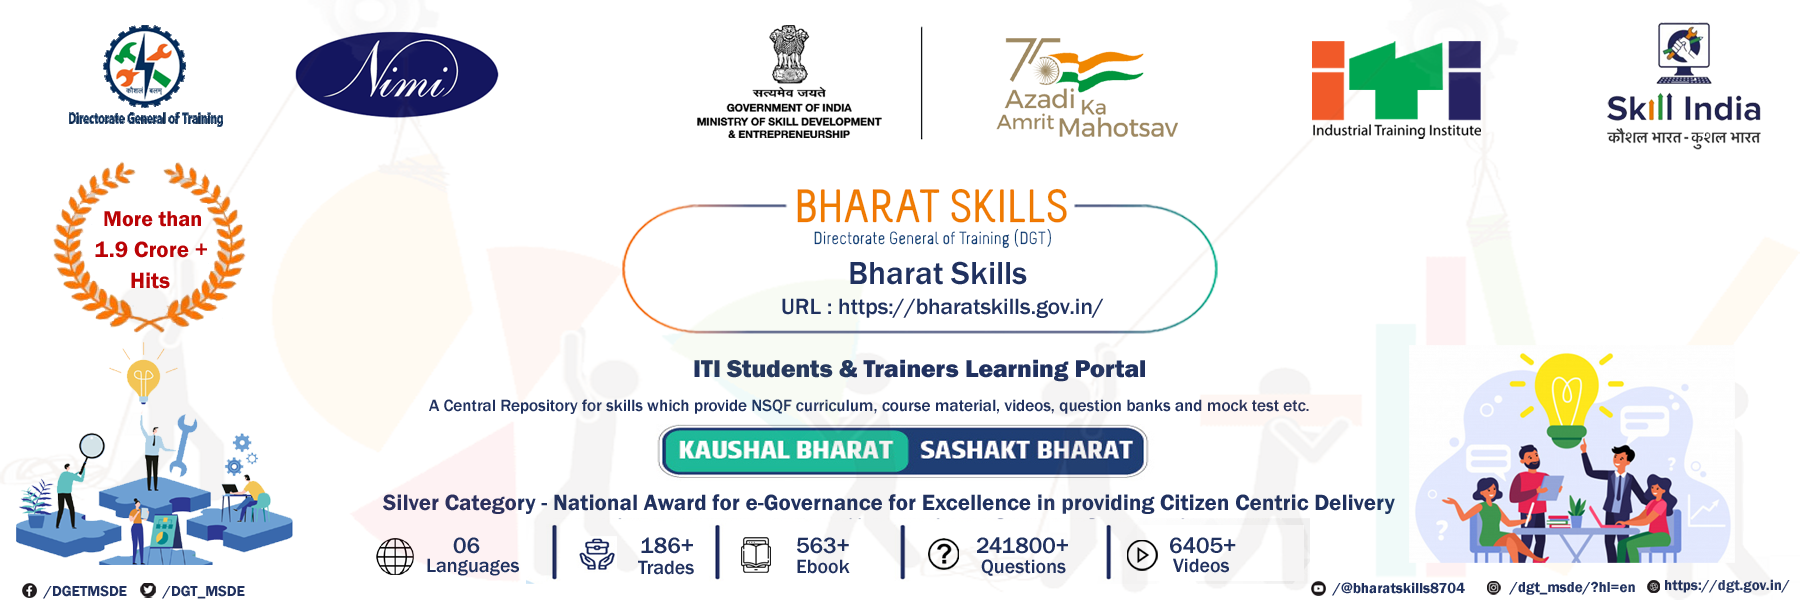 कौशलं बलम्
Directorate General of Training
Nimi
सत्यमेव जयते
GOVERNMENT OF INDIA
MINISTRY OF SKILL DEVELOPMENT
& ENTREPRENEURSHIP
75
Azadi Ka
Amrit Mahotsav
iTi
Industrial Training Institute
Skill India
कौशल भारत - कुशल भारत
More than
1.9 Crore +
Hits
BHARAT SKILLS
Directorate General of Training (DGT)
Bharat Skills
URL : https://bharatskills.gov.in/
ITI Students & Trainers Learning Portal
A Central Repository for skills which provide NSQF curriculum, course material, videos, question banks and mock test etc.
KAUSHAL BHARAT SASHAKT BHARAT
Silver Category - National Award for e-Governance for Excellence in providing Citizen Centric Delivery
06
Languages
186+
Trades
563+
Ebook
241800+
Questions
6405+
Videos
/DGETMSDE /DGT_MSDE
/@bharatskills8704 /dgt_msde/?hl=en https://dgt.gov.in/